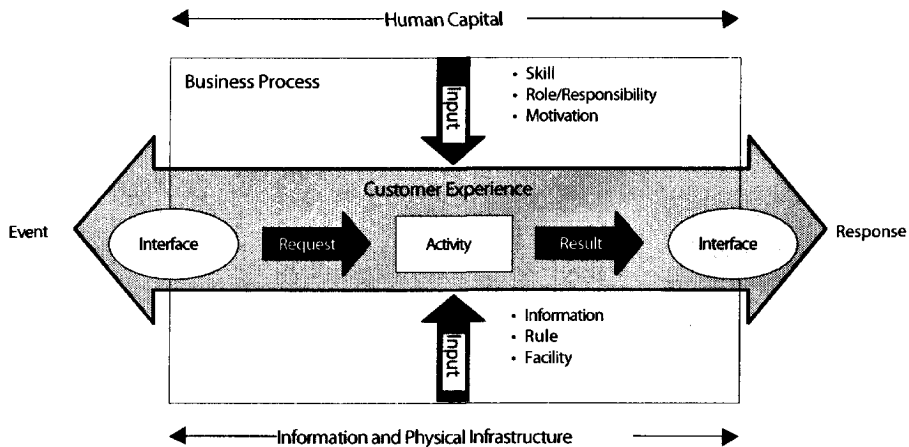 Human Capital
Business Process
Input
• Skill
• Role/Responsibility
• Motivation
Customer Experience
Event
Interface
Request
Activity
Result
Interface
Response
Input
• Information
• Rule
• Facility
Information and Physical Infrastructure